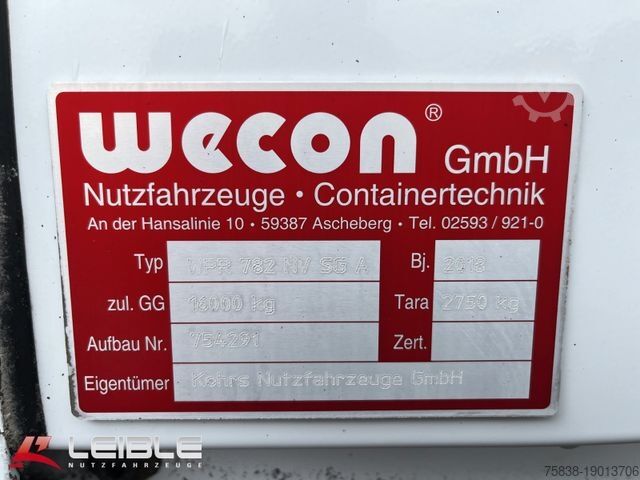 wecon® GmbH
Nutzfahrzeuge • Containertechnik
An der Hansalinie 10 • 59387 Ascheberg • Tel. 02593 / 921-0
Typ WPR 782 NV SG A Bj. 2018
zul. GG 16000 kg Tara 2750 kg
Aufbau Nr. 754291 Zert.
Eigentümer Kehrs Nutzfahrzeuge GmbH
LEIBLE
NUTZFAHRZEUGE
75838-19013706